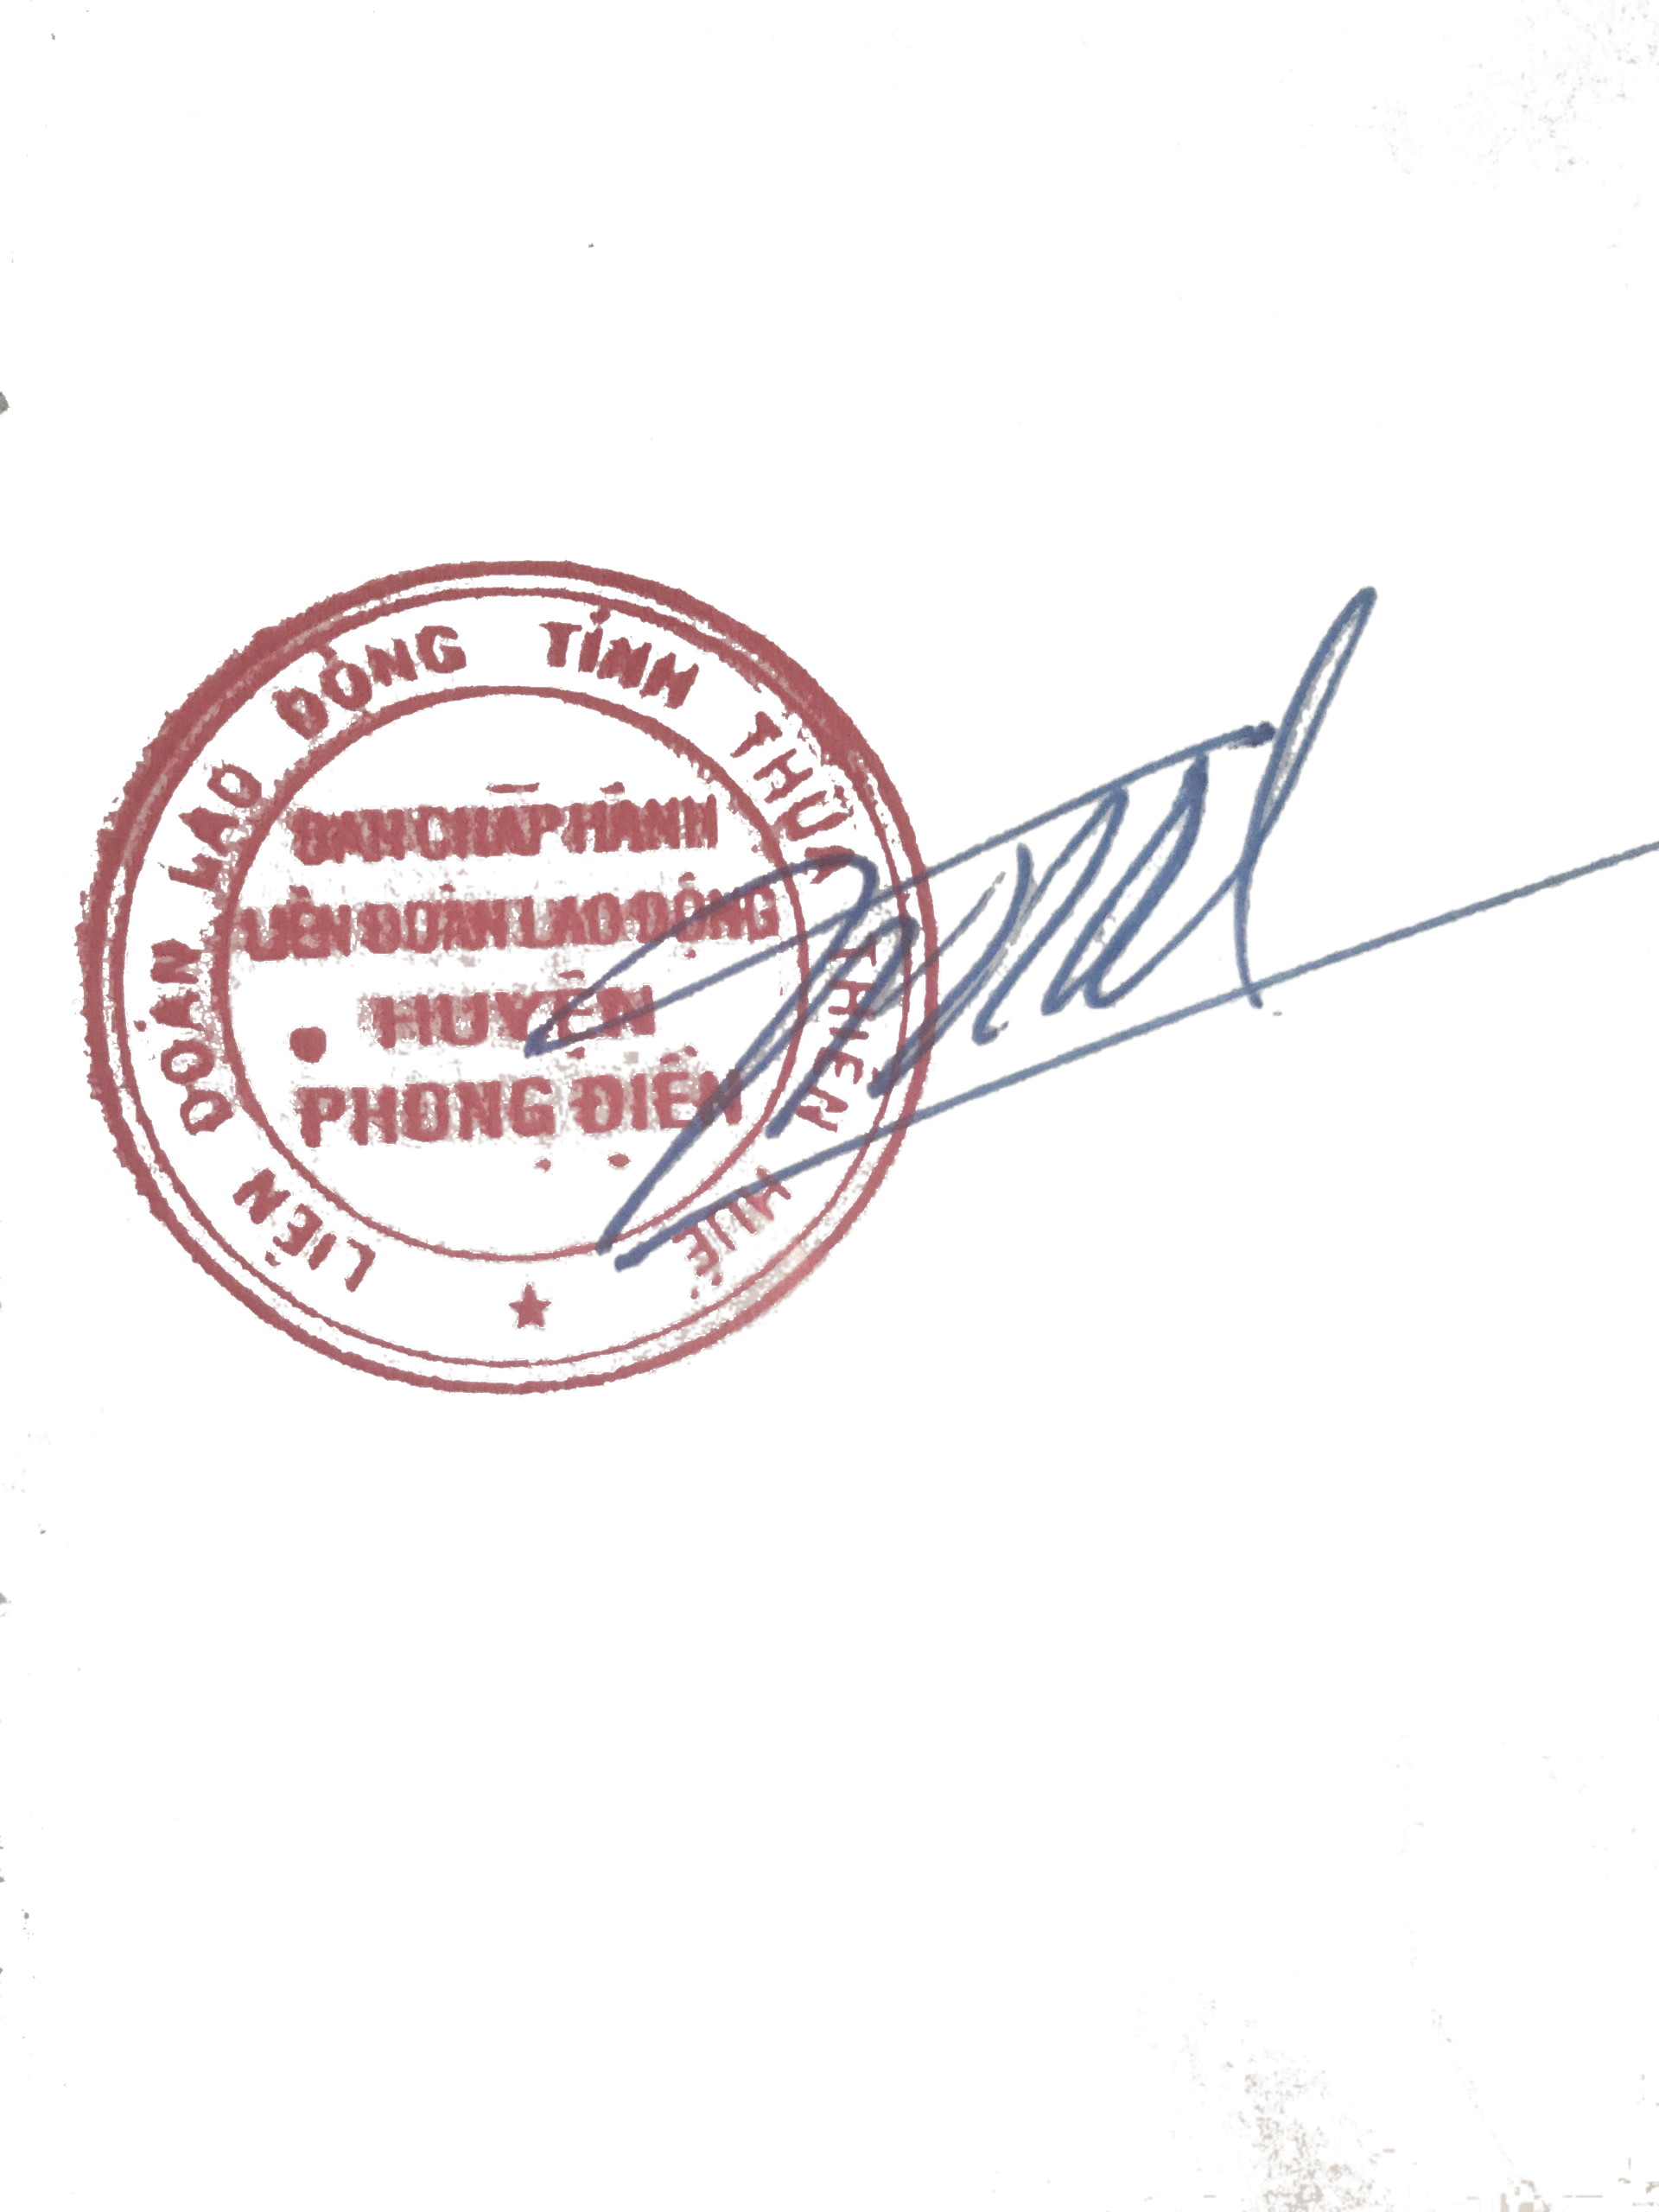 LIÊN ĐOÀN LAO ĐỘNG TỈNH THỪA THIÊN HUẾ
BAN CHẤP HÀNH
LIÊN ĐOÀN LAO ĐỘNG
HUYỆN
PHONG ĐIỀN